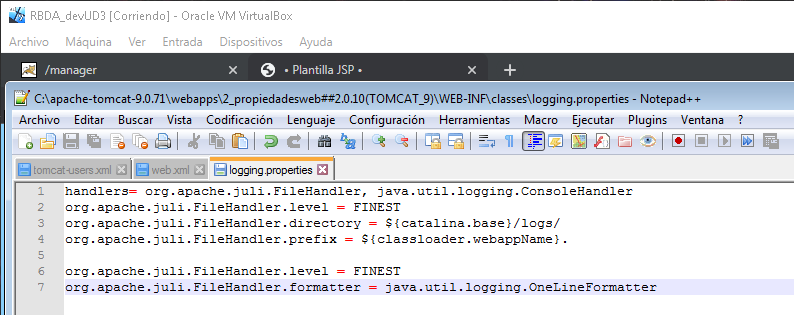 RBDA_devUD3 [Corriendo] - Oracle VM VirtualBox
Archivo Máquina Ver Entrada Dispositivos Ayuda
/manager • Plantilla JSP •
C:\apache-tomcat-9.0.71\webapps\2_propiedadesweb##2.0.10(TOMCAT_9)\WEB-INF\classes\logging.properties - Notepad++
Archivo Editar Buscar Vista Codificación Lenguaje Configuración Herramientas Macro Ejecutar Plugins Ventana ?
tomcat-users.xml web.xml logging.properties
1 handlers= org.apache.juli.FileHandler, java.util.logging.ConsoleHandler
2 org.apache.juli.FileHandler.level = FINEST
3 org.apache.juli.FileHandler.directory = ${catalina.base}/logs/
4 org.apache.juli.FileHandler.prefix = ${classloader.webappName}.
5
6 org.apache.juli.FileHandler.level = FINEST
7 org.apache.juli.FileHandler.formatter = java.util.logging.OneLineFormatter